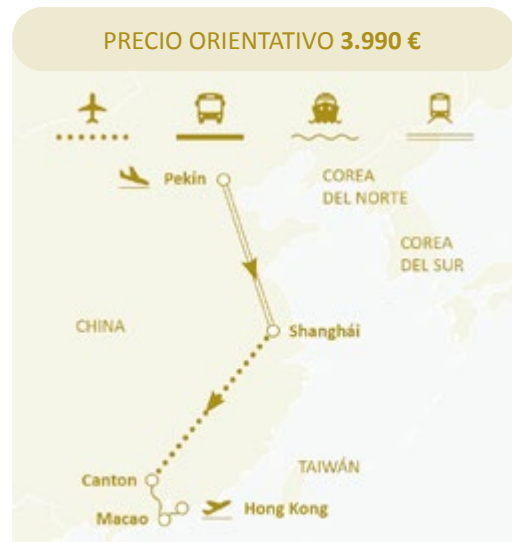 PRECIO ORIENTATIVO 3.990 €
Pekín
COREA
DEL NORTE
COREA
DEL SUR
CHINA
Shanghái
TAIWÁN
Canton
Hong Kong
Macao